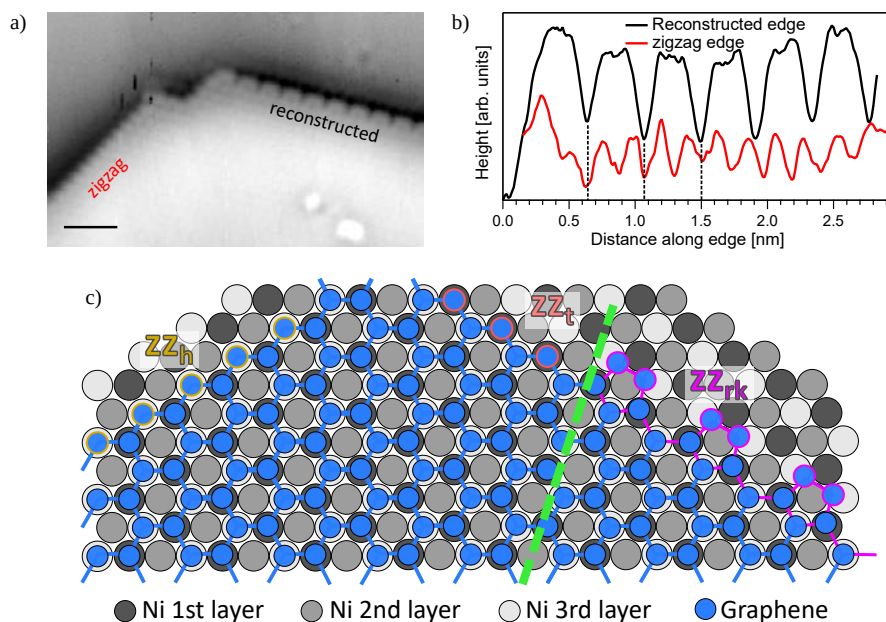 a)
zigzag
reconstructed
b)
Reconstructed edge
zigzag edge
Height [arb. units]
0.0 0.5 1.0 1.5 2.0 2.5
Distance along edge [nm]
c)
zzh
zzt
zzrk
Ni 1st layer Ni 2nd layer Ni 3rd layer Graphene